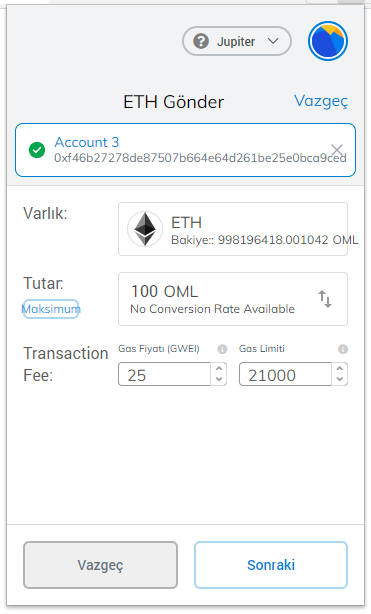 Jupiter
ETH Gönder
Vazgeç
Account 3
0xf46b27278de87507b664e64d261be25e0bca9ced
Varlık:
ETH
Bakiye:: 998196418.001042 OML
Tutar:
Maksimum
100 OML
No Conversion Rate Available
Transaction Fee:
Gas Fiyatı (GWEI)
Gas Limiti
25
21000
Vazgeç
Sonraki